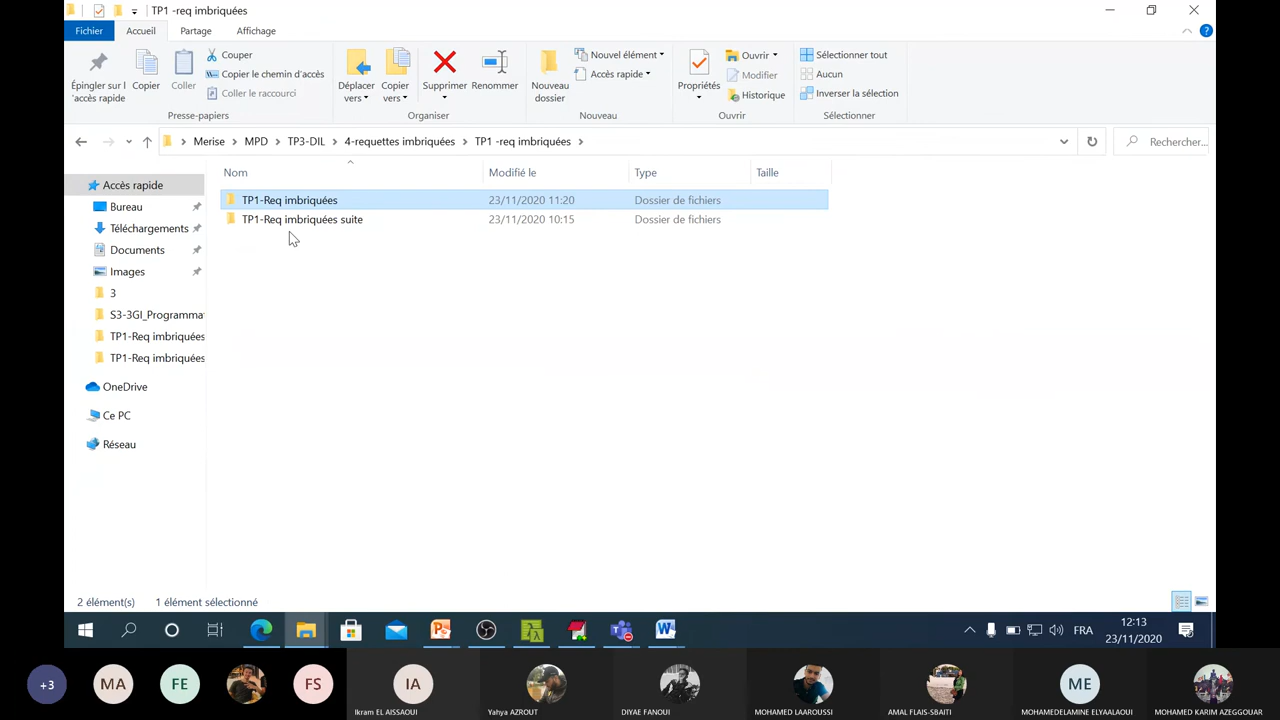 TP1 -req imbriquées
Fichier Accueil Partage Affichage
Épingler sur l'accès rapide
Copier
Coller
Couper
Copier le chemin d'accès
Coller le raccourci
Presse-papiers
Déplacer vers
Copier vers
Supprimer
Renommer
Organiser
Nouveau dossier
Nouvel élément
Accès rapide
Nouveau
Propriétés
Ouvrir
Modifier
Historique
Ouvrir
Sélectionner tout
Aucun
Inverser la sélection
Sélectionner
Merise MPD TP3-DIL 4-requettes imbriquées TP1 -req imbriquées
Rechercher...
Nom Modifié le Type Taille
TP1-Req imbriquées 23/11/2020 11:20 Dossier de fichiers
TP1-Req imbriquées suite 23/11/2020 10:15 Dossier de fichiers
Accès rapide
Bureau
Téléchargements
Documents
Images
3
S3-3GI_Programma
TP1-Req imbriquées
TP1-Req imbriquées
OneDrive
Ce PC
Réseau
2 élément(s) 1 élément sélectionné
FRA
12:13
23/11/2020
+3 MA FE FS IA ME
Ikram EL AISSAOUI
Yahya AZROUT
DIYAE FANOUI
MOHAMED LAAROUSSI
AMAL FLAIS-SBAITI
MOHAMEDELAMINE ELYAALAOUI
MOHAMED KARIM AZEGGOUAR